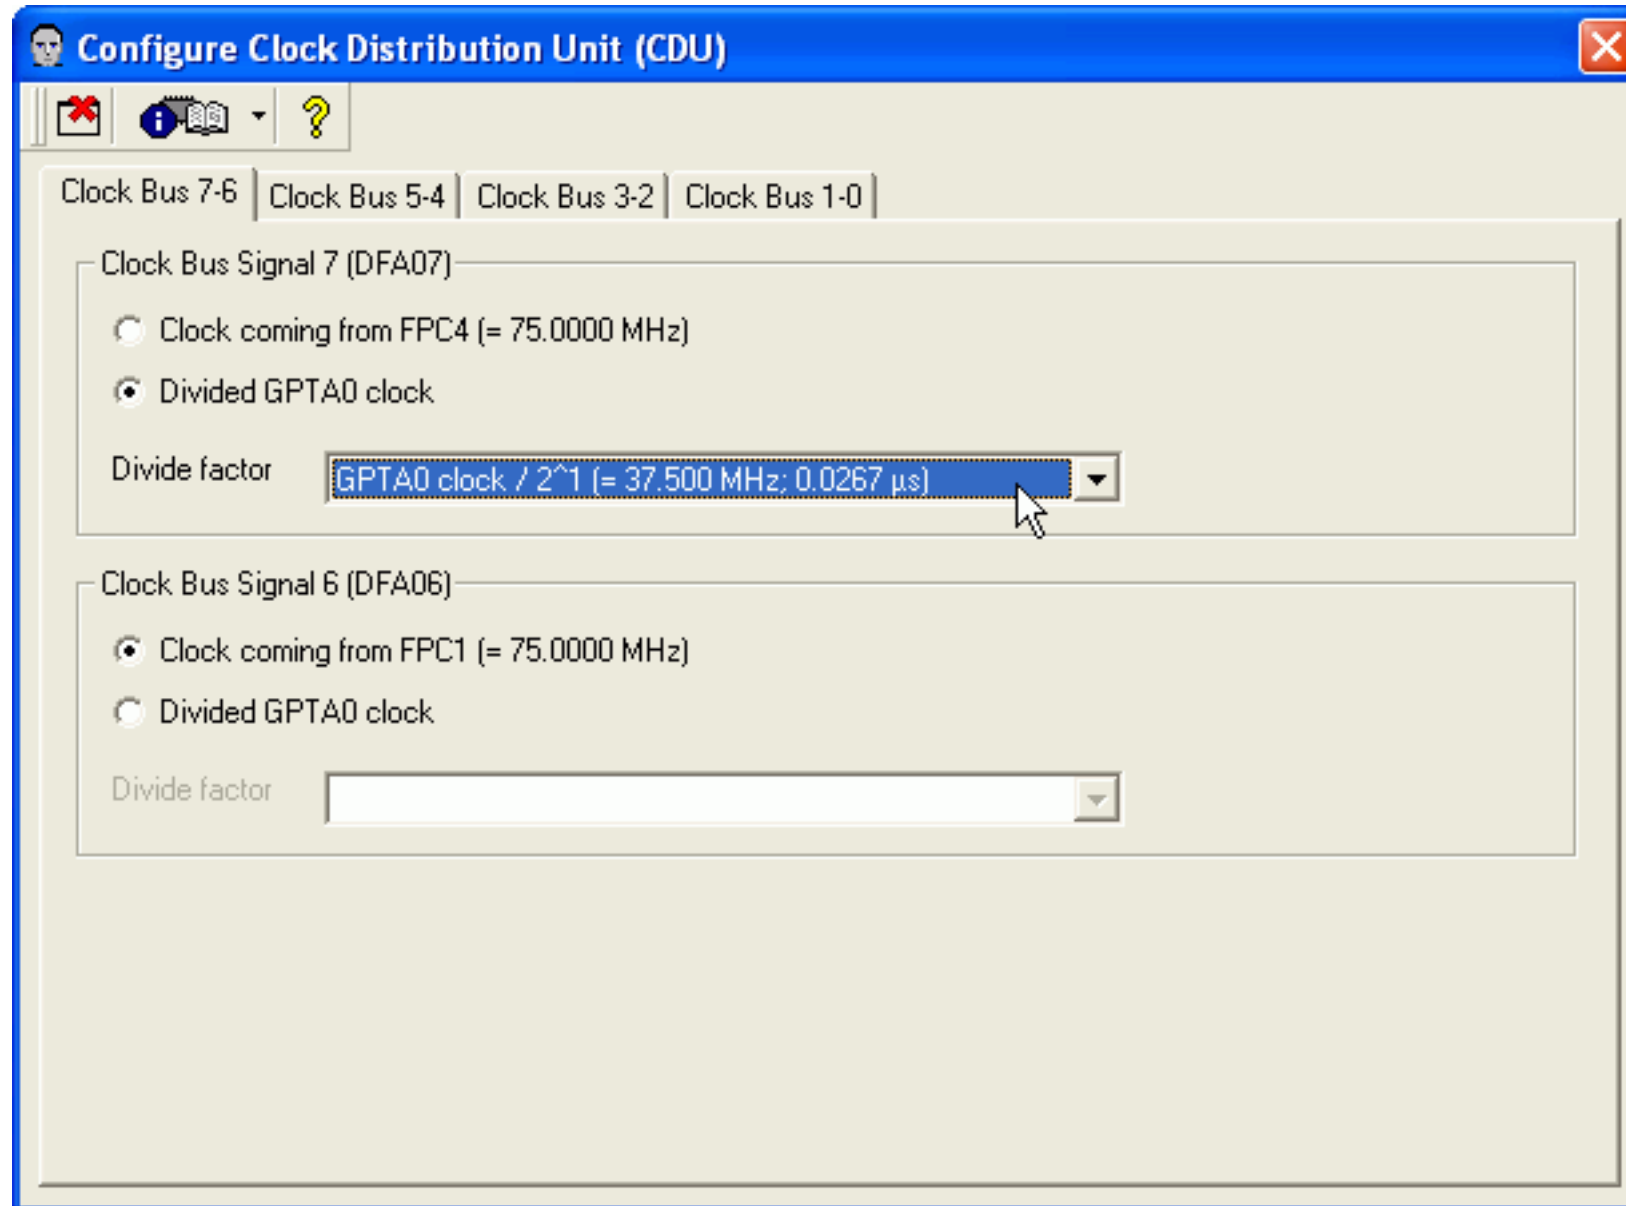 Configure Clock Distribution Unit (CDU)
Clock Bus 7-6 Clock Bus 5-4 Clock Bus 3-2 Clock Bus 1-0
Clock Bus Signal 7 (DFA07)
Clock coming from FPC4 (= 75.0000 MHz)
Divided GPTA0 clock
Divide factor GPTA0 clock / 2^1 (= 37.500 MHz; 0.0267 µs)
Clock Bus Signal 6 (DFA06)
Clock coming from FPC1 (= 75.0000 MHz)
Divided GPTA0 clock
Divide factor